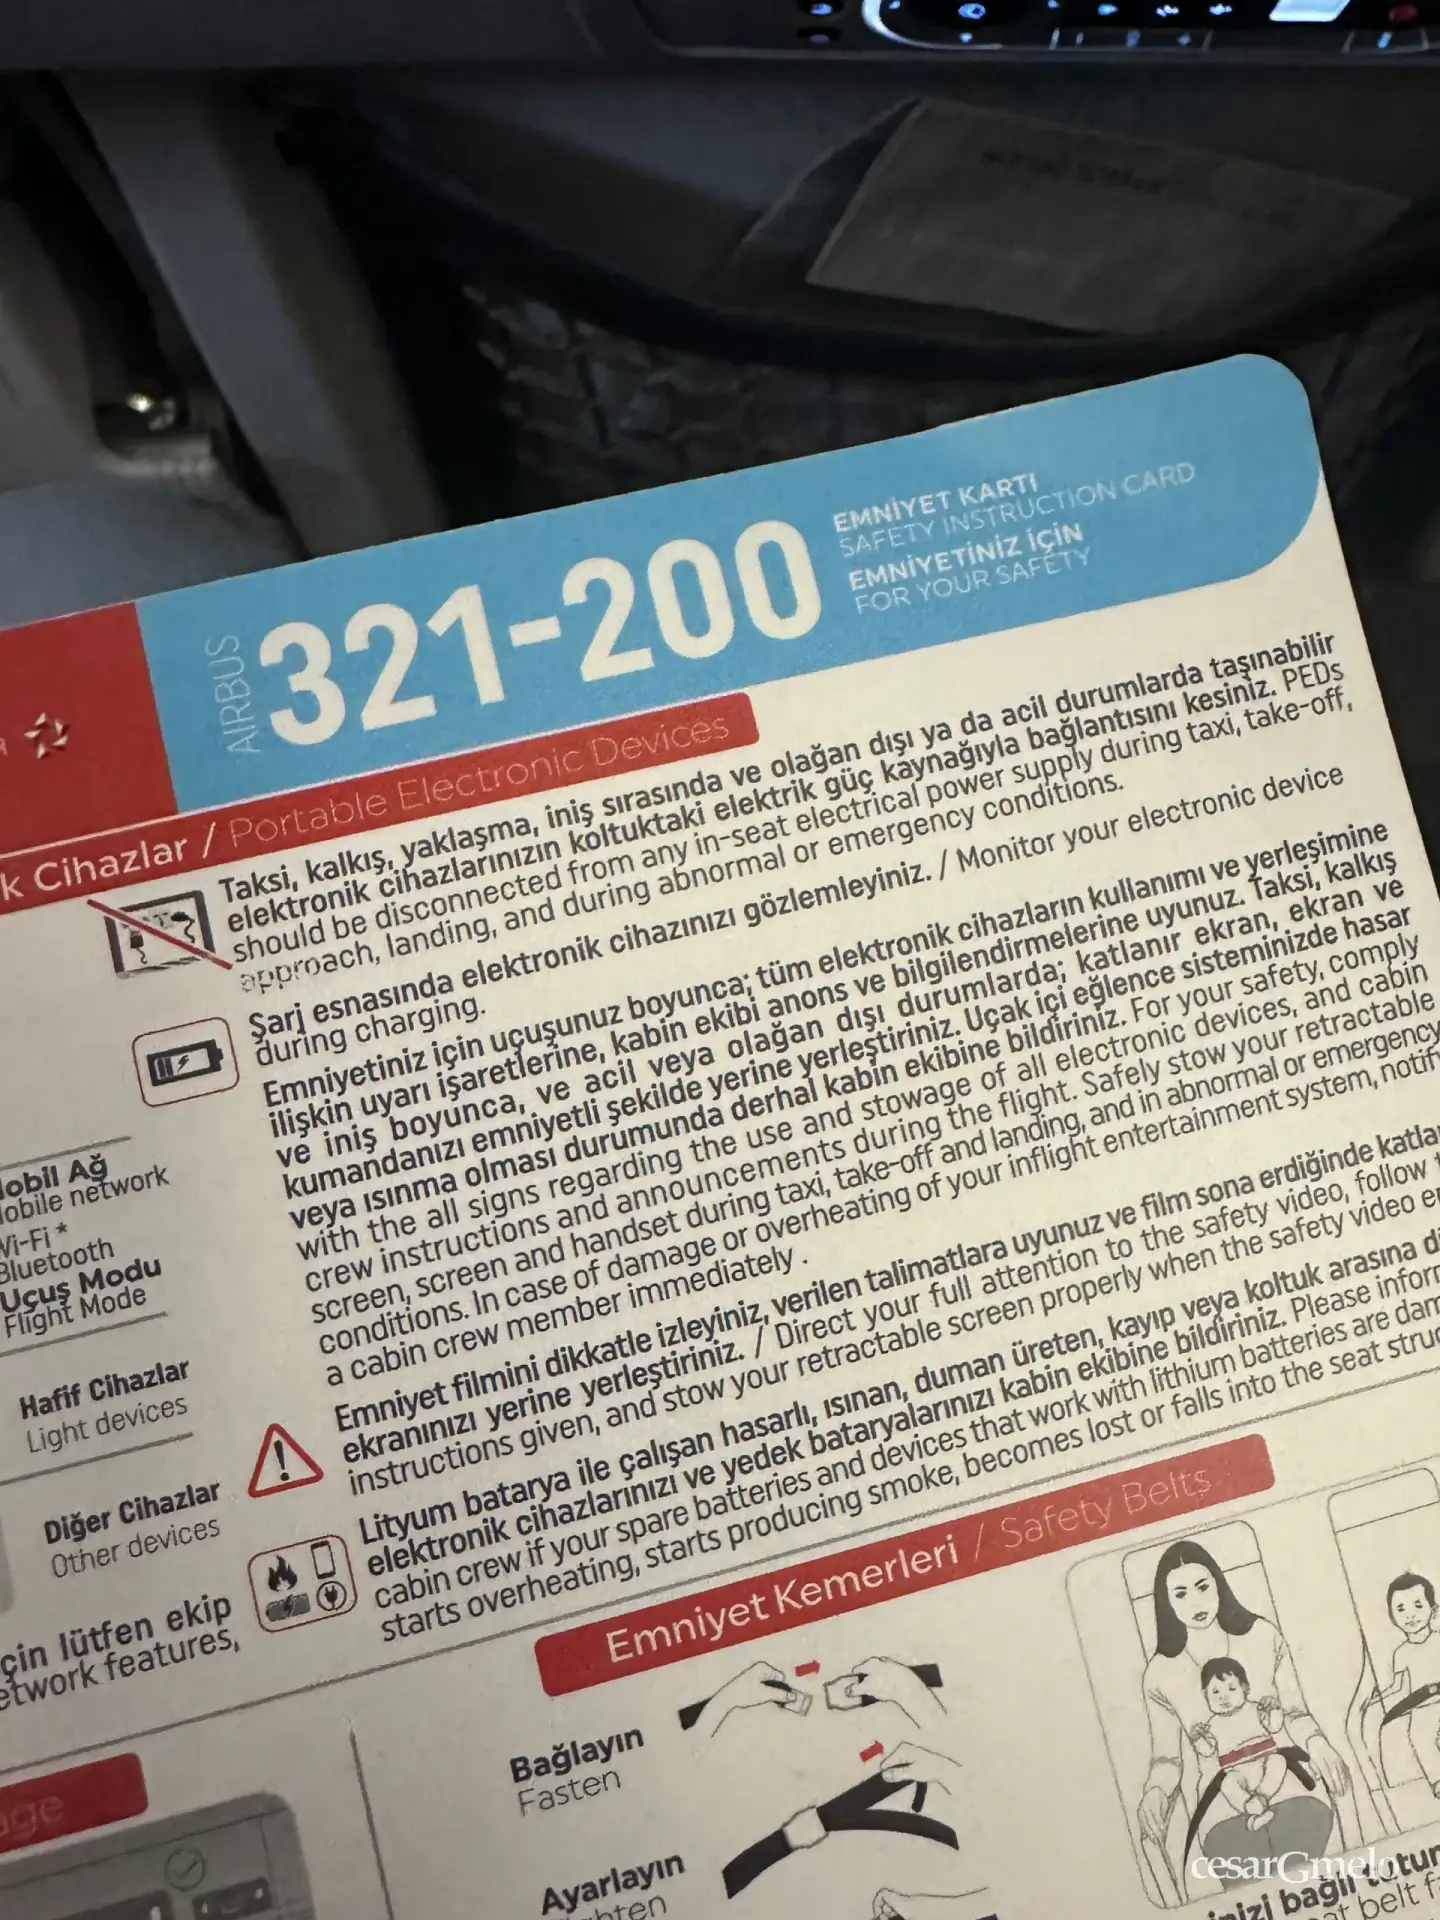 EMNİYET KARTI
SAFETY INSTRUCTION CARD
EMNİYETİNİZ İÇİN
FOR YOUR SAFETY
AIRBUS
321-200
k Cihazlar / Portable Electronic Devices
Taksi, kalkış, yaklaşma, iniş sırasında ve olağan dışı ya da acil durumlarda taşınabilir
elektronik cihazlarınızın koltuktaki elektrik güç kaynağıyla bağlantısını kesiniz. PEDs
should be disconnected from any in-seat electrical power supply during taxi, take-off,
approach, landing, and during abnormal or emergency conditions.
Şarj esnasında elektronik cihazınızı gözlemleyiniz. / Monitor your electronic device
during charging.
Emniyetiniz için uçuşunuz boyunca; tüm elektronik cihazların kullanımı ve yerleşimine
ilişkin uyarı işaretlerine, kabin ekibi anons ve bilgilendirmelerine uyunuz. Taksi, kalkış
ve iniş boyunca, ve acil veya olağan dışı durumlarda; katlanır ekran, ekran ve
kumandanızı emniyetli şekilde yerine yerleştiriniz. Uçak içi eğlence sisteminizde hasar
veya ısınma olması durumunda derhal kabin ekibine bildiriniz. For your safety, comply
with the all signs regarding the use and stowage of all electronic devices, and cabin
crew instructions and announcements during the flight. Safely stow your retractable
screen, screen and handset during taxi, take-off and landing, and in abnormal or emergency
conditions. In case of damage or overheating of your inflight entertainment system, notify
a cabin crew member immediately .
Emniyet filmini dikkatle izleyiniz, verilen talimatlara uyunuz ve film sona erdiğinde katla
ekranınızı yerine yerleştiriniz. / Direct your full attention to the safety video, follow
instructions given, and stow your retractable screen properly when the safety video e
Lityum batarya ile çalışan hasarlı, ısınan, duman üreten, kayıp veya koltuk arasına d
elektronik cihazlarınızı ve yedek bataryalarınızı kabin ekibine bildiriniz. Please infor
cabin crew if your spare batteries and devices that work with lithium batteries are dam
starts overheating, starts producing smoke, becomes lost or falls into the seat stru
obil Ağ
obile network
Wi-Fi *
Bluetooth
Uçuş Modu
Flight Mode
Hafif Cihazlar
Light devices
Diğer Cihazlar
Other devices
çin lütfen ekip
etwork features,
Emniyet Kemerleri / Safety Belts
Bağlayın
Fasten
Ayarlayın
ghten
age
inizi bağlı tutun
at belt f
cesarGmelo